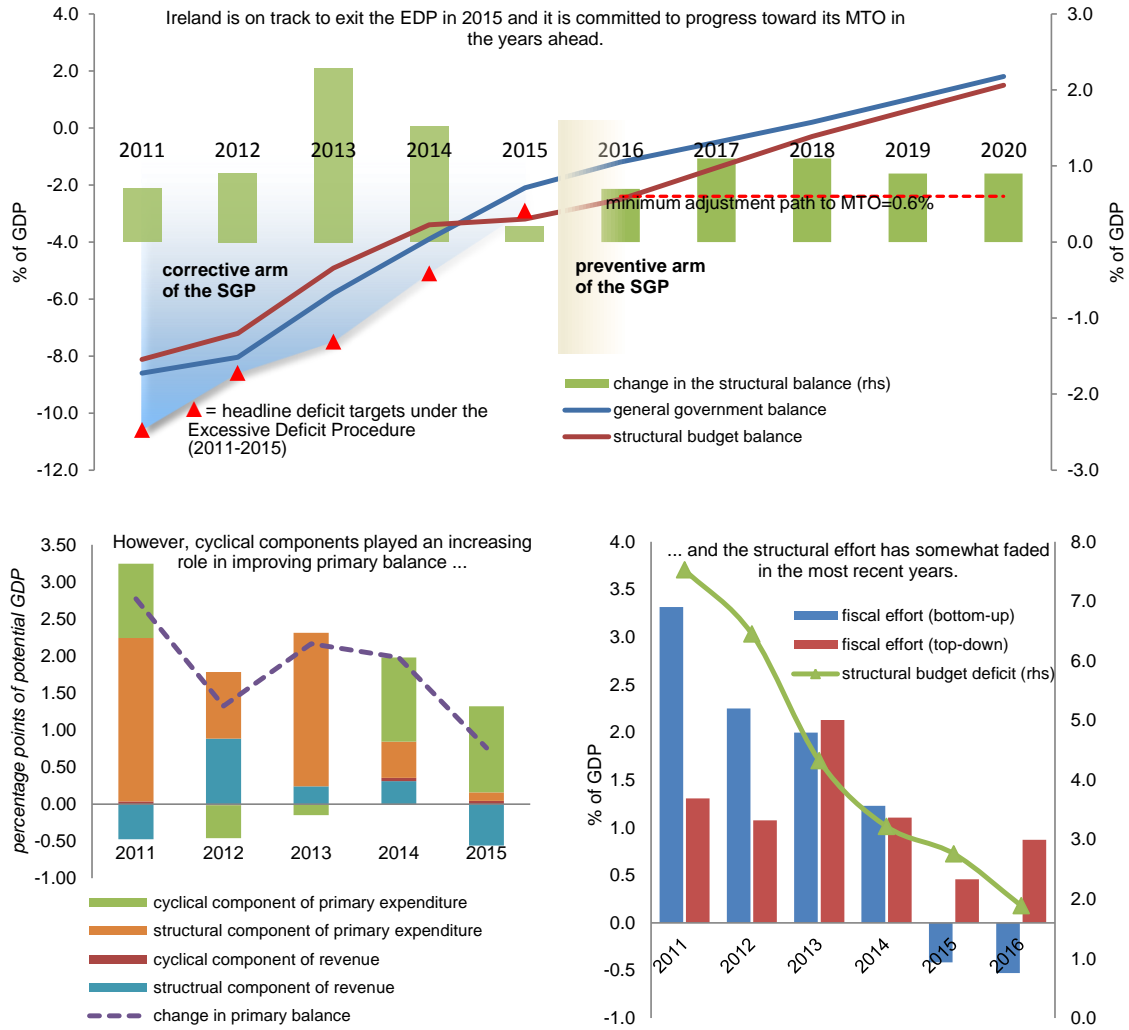 Ireland is on track to exit the EDP in 2015 and it is committed to progress toward its MTO in
the years ahead.
4.0
2.0
0.0
-2.0
-4.0
-6.0
-8.0
-10.0
-12.0
% of GDP
3.0
2.0
1.0
0.0
-1.0
-2.0
-3.0
% of GDP
2011 2012 2013 2014 2015 2016 2017 2018 2019 2020
minimum adjustment path to MTO=0.6%
corrective arm
of the SGP
preventive arm
of the SGP
= headline deficit targets under the
Excessive Deficit Procedure
(2011-2015)
change in the structural balance (rhs)
general government balance
structural budget balance
However, cyclical components played an increasing
role in improving primary balance ...
3.50
3.00
2.50
2.00
1.50
1.00
0.50
0.00
-0.50
-1.00
percentage points of potential GDP
2011 2012 2013 2014 2015
cyclical component of primary expenditure
structural component of primary expenditure
cyclical component of revenue
structrual component of revenue
change in primary balance
... and the structural effort has somewhat faded
in the most recent years.
4.0
3.5
3.0
2.5
2.0
1.5
1.0
0.5
0.0
-0.5
-1.0
% of GDP
8.0
7.0
6.0
5.0
4.0
3.0
2.0
1.0
0.0
fiscal effort (bottom-up)
fiscal effort (top-down)
structural budget deficit (rhs)
2011 2012 2013 2014 2015 2016